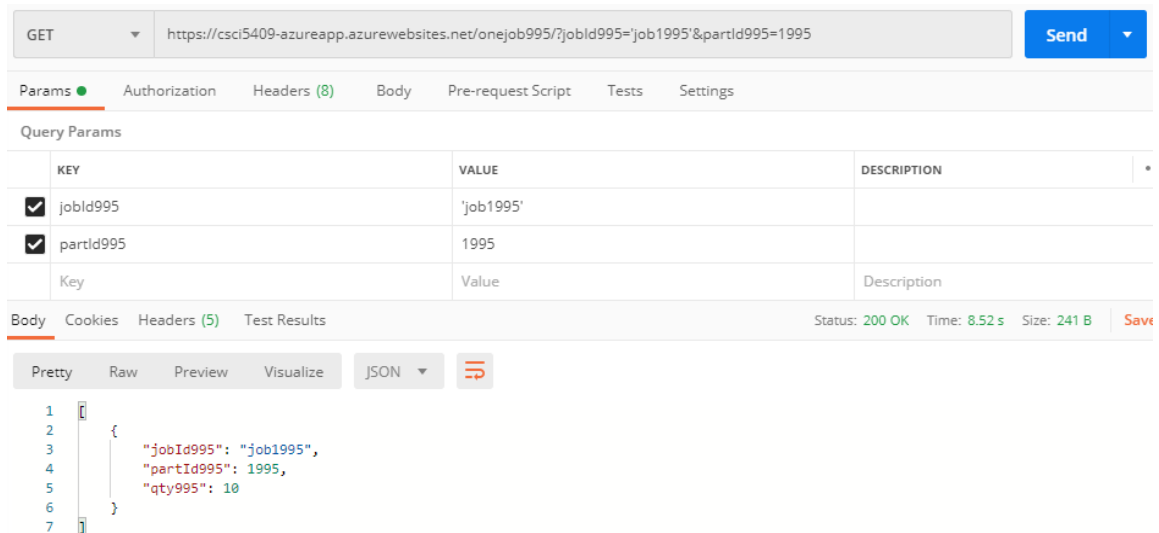 GET https://csci5409-azureapp.azurewebsites.net/onejob995/?jobId995='job1995'&partId995=1995 Send
Params Authorization Headers (8) Body Pre-request Script Tests Settings
Query Params
KEY VALUE DESCRIPTION
jobId995 'job1995'
partId995 1995
Key Value Description
Body Cookies Headers (5) Test Results Status: 200 OK Time: 8.52 s Size: 241 B Save
Pretty Raw Preview Visualize JSON
1 [
2 {
3 "jobId995": "job1995",
4 "partId995": 1995,
5 "qty995": 10
6 }
7 ]